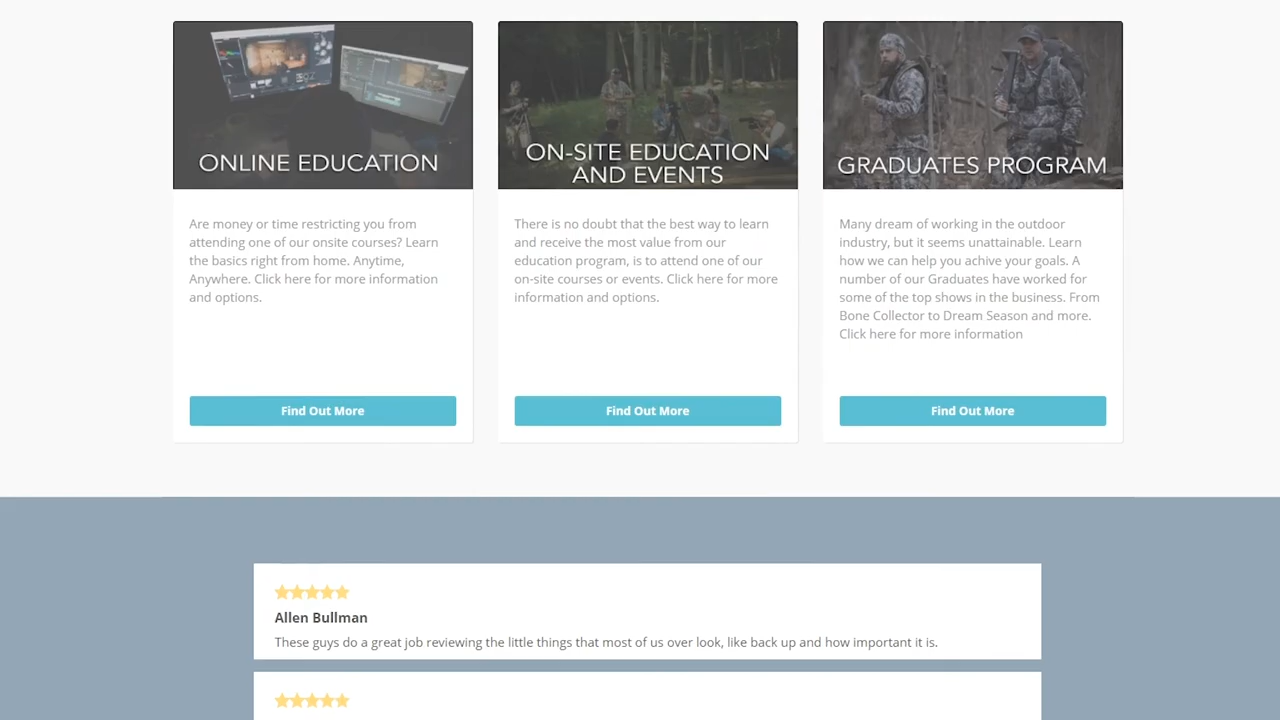 ONLINE EDUCATION
Are money or time restricting you from
attending one of our onsite courses? Learn
the basics right from home. Anytime,
Anywhere. Click here for more information
and options.
Find Out More
ON-SITE EDUCATION
AND EVENTS
There is no doubt that the best way to learn
and receive the most value from our
education program, is to attend one of our
on-site courses or events. Click here for more
information and options.
Find Out More
GRADUATES PROGRAM
Many dream of working in the outdoor
industry, but it seems unattainable. Learn
how we can help you achive your goals. A
number of our Graduates have worked for
some of the top shows in the business. From
Bone Collector to Dream Season and more.
Click here for more information
Find Out More
Allen Bullman
These guys do a great job reviewing the little things that most of us over look, like back up and how important it is.